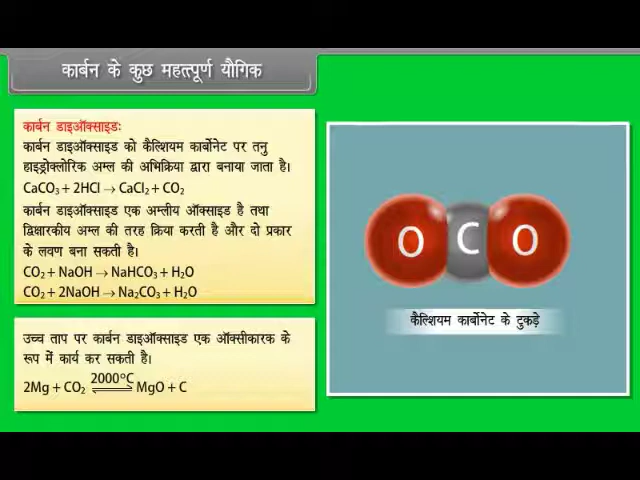 कार्बन के कुछ महत्त्पूर्ण यौगिक
कार्बन डाइऑक्साइडः
कार्बन डाइऑक्साइड को कैल्शियम कार्बोनेट पर तनु
हाइड्रोक्लोरिक अम्ल की अभिक्रिया द्वारा बनाया जाता है।
CaCO₃ + 2HCl → CaCl₂ + CO₂
कार्बन डाइऑक्साइड एक अम्लीय ऑक्साइड है तथा
द्विक्षारकीय अम्ल की तरह क्रिया करती है और दो प्रकार
के लवण बना सकती है।
CO₂ + NaOH → NaHCO₃ + H₂O
CO₂ + 2NaOH → Na₂CO₃ + H₂O
उच्च ताप पर कार्बन डाइऑक्साइड एक ऑक्सीकारक के
रूप में कार्य कर सकती है।
2Mg + CO₂ ⇌ 2000°C MgO + C
O C O
कैल्शियम कार्बोनेट के टुकड़े